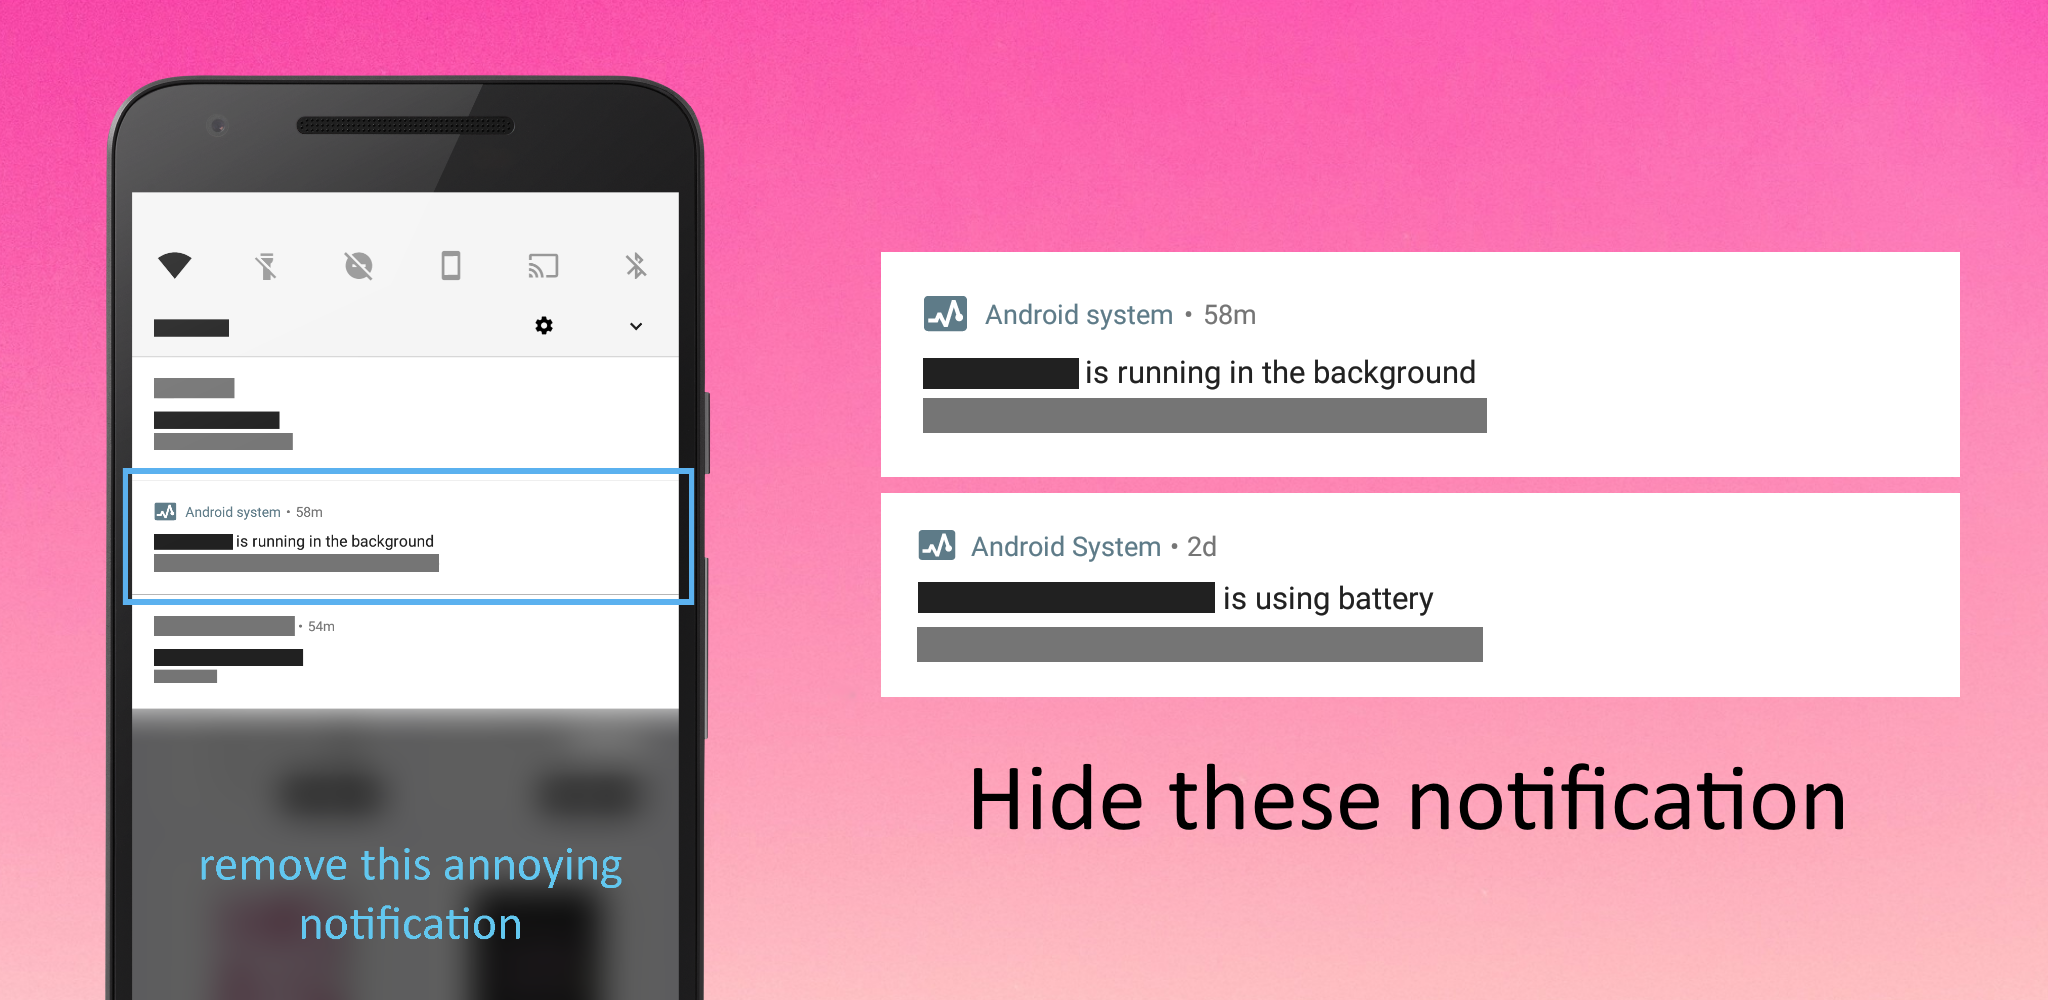 Android system • 58m
is running in the background
• 54m
remove this annoying
notification
Android system • 58m
is running in the background
Android System • 2d
is using battery
Hide these notification